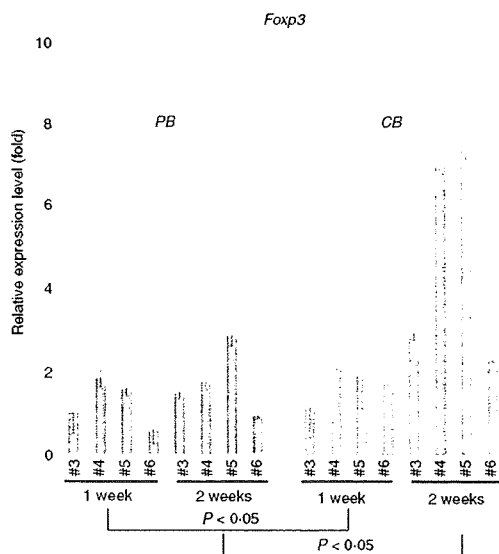 Foxp3
Relative expression level (fold)
10
8
6
4
2
0
PB
CB
#3 #4 #5 #6 #3 #4 #5 #6 #3 #4 #5 #6 #3 #4 #5 #6
1 week 2 weeks 1 week 2 weeks
P < 0·05
P < 0·05